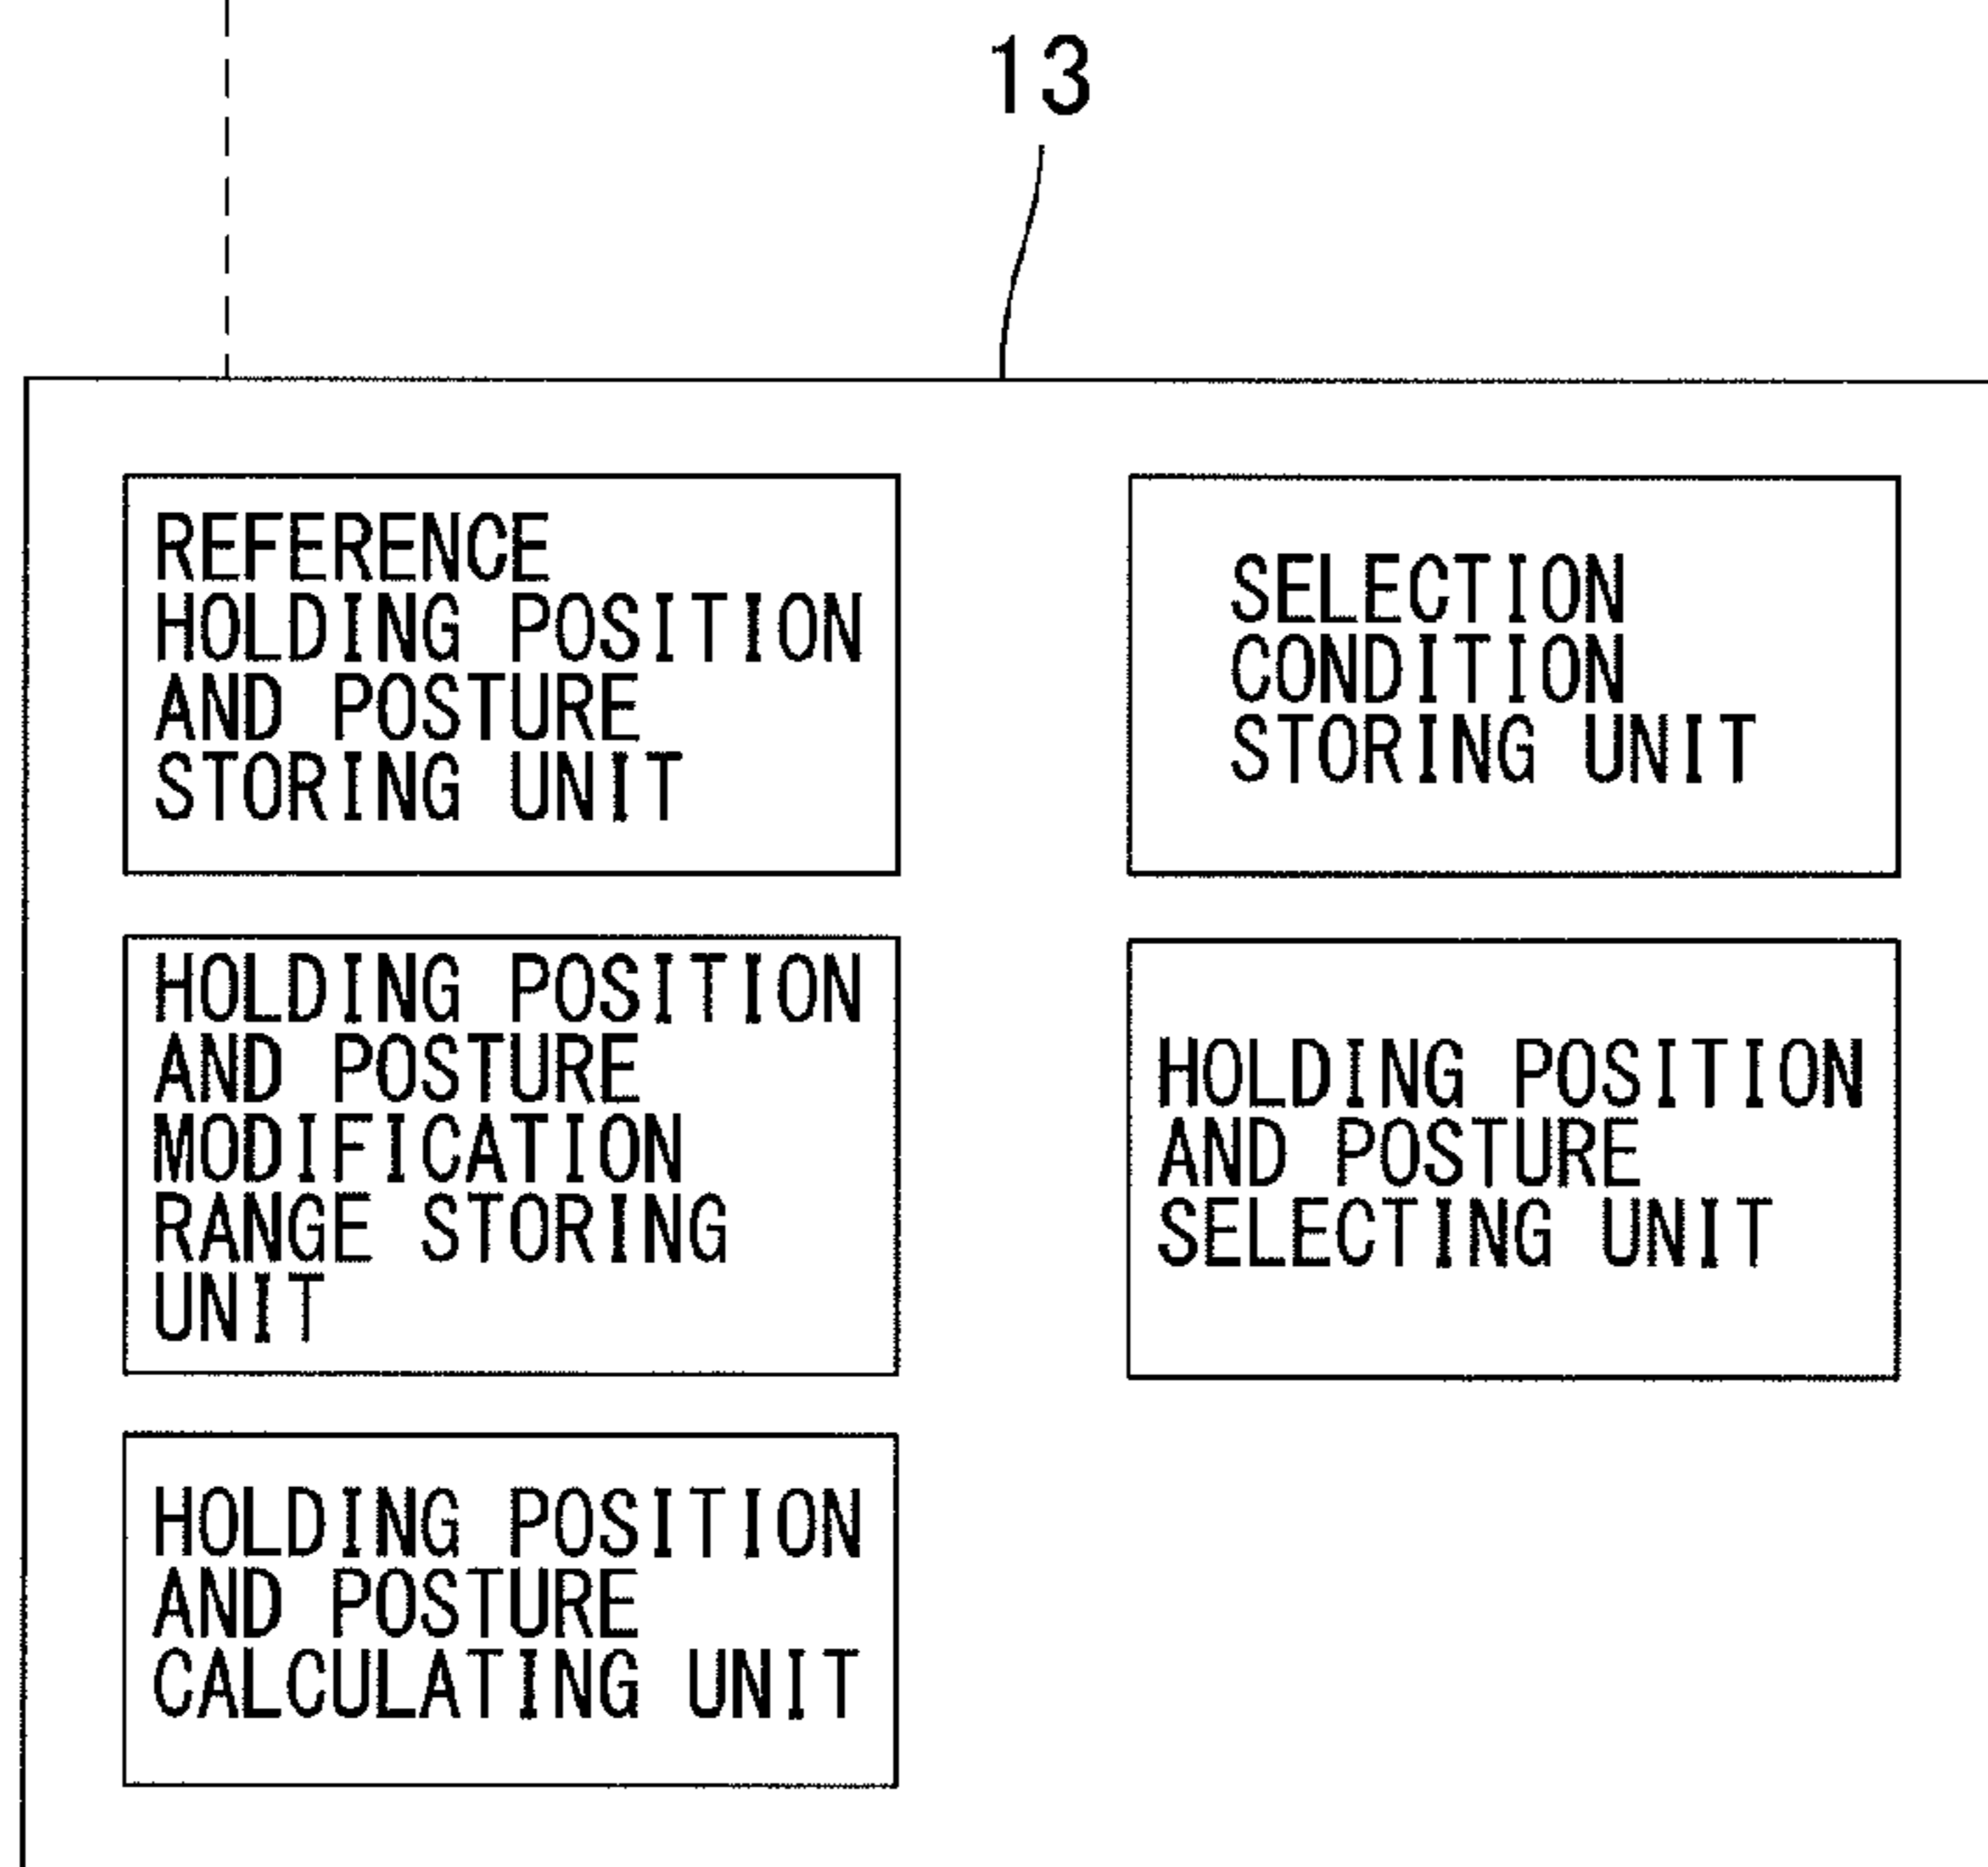 13
REFERENCE
HOLDING POSITION
AND POSTURE
STORING UNIT
SELECTION
CONDITION
STORING UNIT
HOLDING POSITION
AND POSTURE
MODIFICATION
RANGE STORING
UNIT
HOLDING POSITION
AND POSTURE
SELECTING UNIT
HOLDING POSITION
AND POSTURE
CALCULATING UNIT